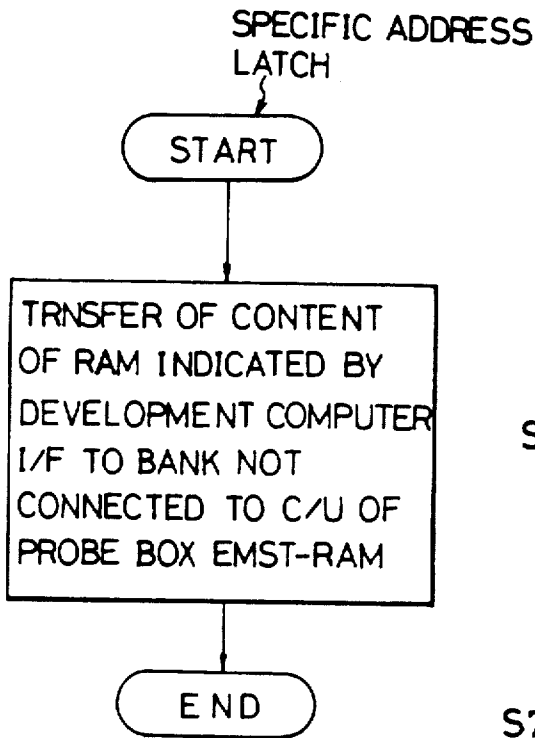 SPECIFIC ADDRESS
LATCH
START
TRNSFER OF CONTENT
OF RAM INDICATED BY
DEVELOPMENT COMPUTER
I/F TO BANK NOT
CONNECTED TO C/U OF
PROBE BOX EMST-RAM
END